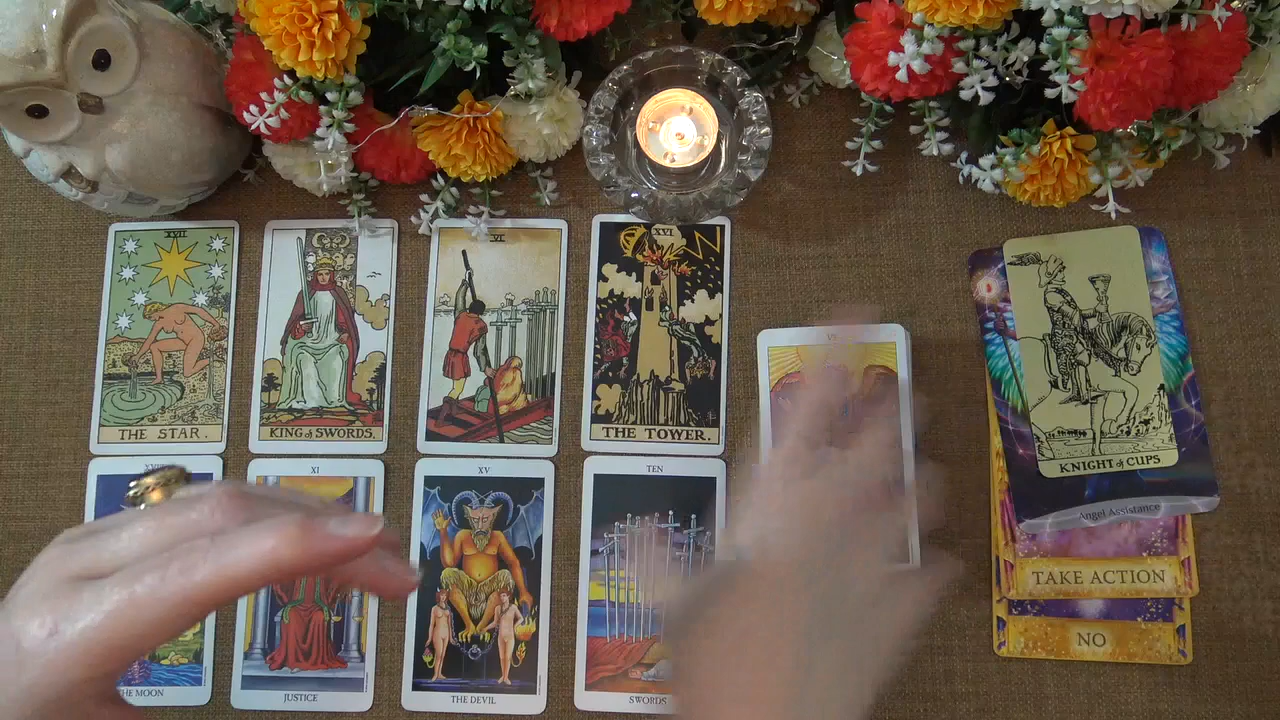 XVII
THE STAR.
KING of SWORDS.
VI
XVI
THE TOWER.
KNIGHT of CUPS
Angel Assistance
TAKE ACTION
NO
THE MOON
XI
JUSTICE
XV
THE DEVIL
TEN
SWORDS